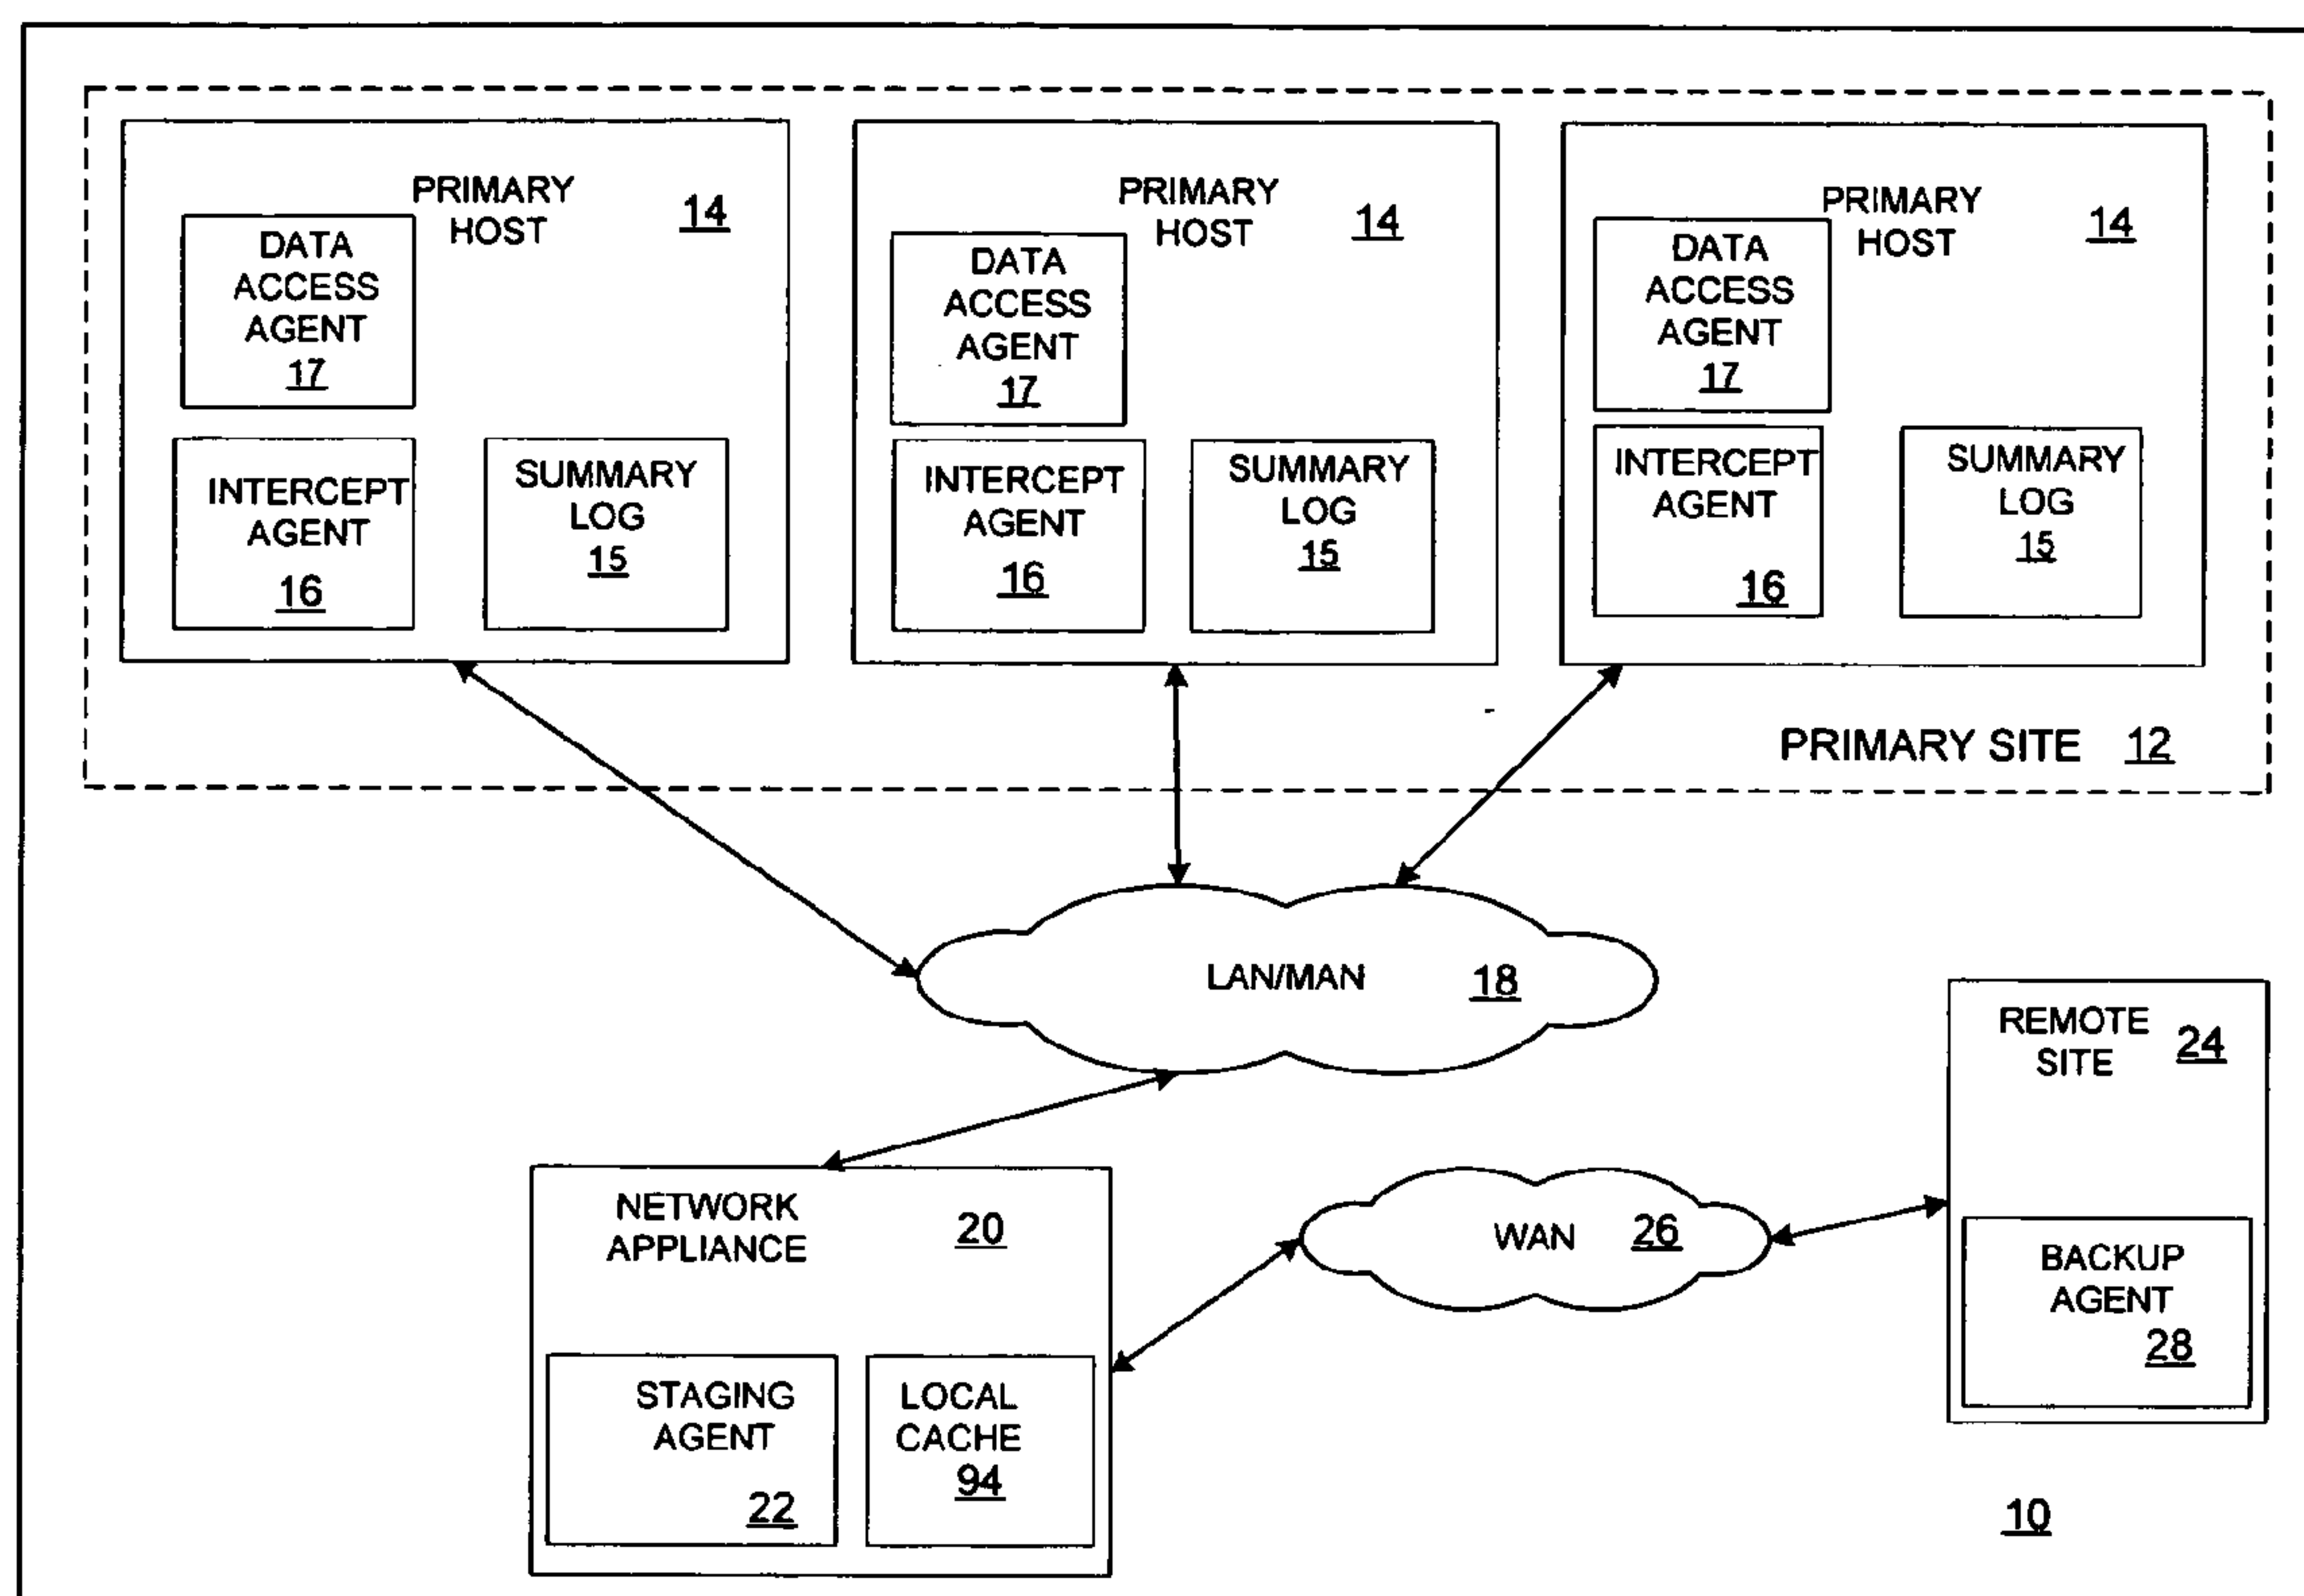 PRIMARY
HOST
14
DATA
ACCESS
AGENT
17
INTERCEPT
AGENT
16
SUMMARY
LOG
15
PRIMARY
HOST
14
DATA
ACCESS
AGENT
17
INTERCEPT
AGENT
16
SUMMARY
LOG
15
PRIMARY
HOST
14
DATA
ACCESS
AGENT
17
INTERCEPT
AGENT
16
SUMMARY
LOG
15
PRIMARY SITE 12
LAN/MAN 18
REMOTE
SITE
24
BACKUP
AGENT
28
NETWORK
APPLIANCE
20
WAN 26
STAGING
AGENT
22
LOCAL
CACHE
94
10